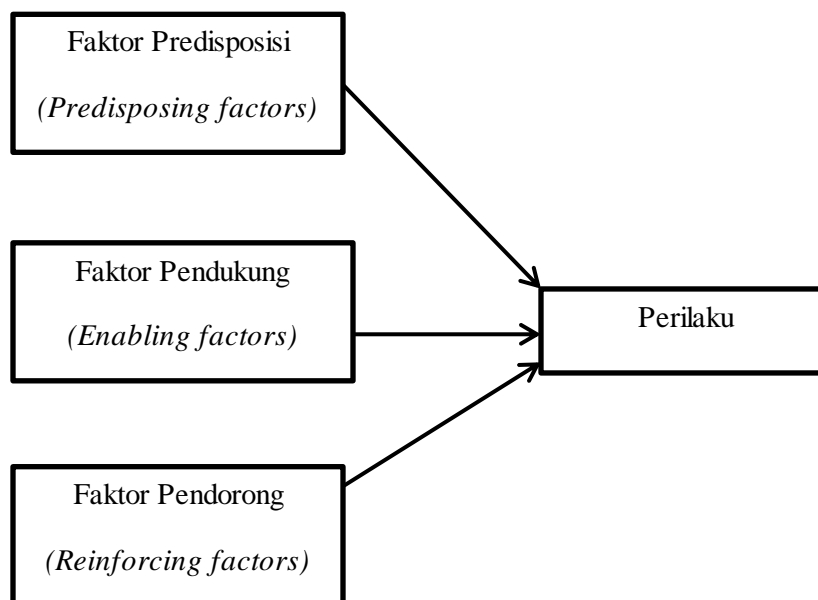 Faktor Predisposisi
(Predisposing factors)
Faktor Pendukung
(Enabling factors)
Perilaku
Faktor Pendorong
(Reinforcing factors)